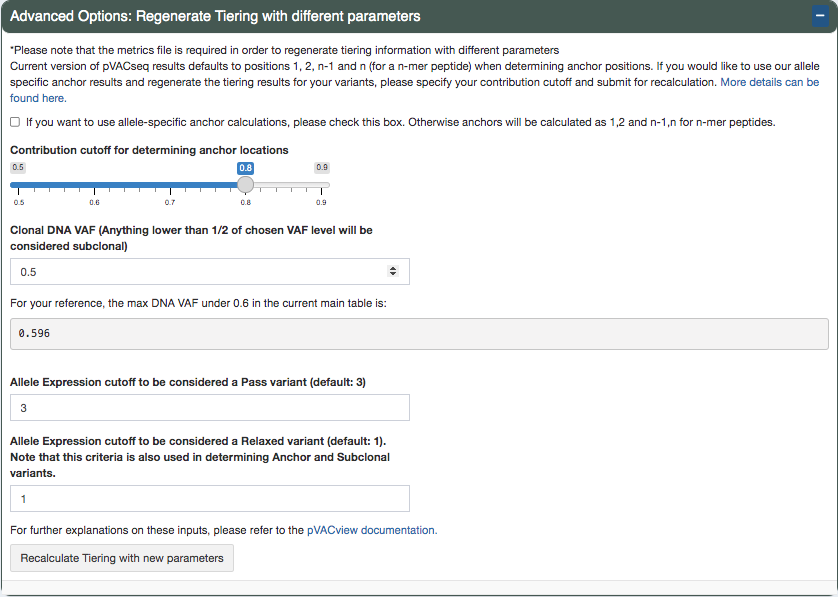 Advanced Options: Regenerate Tiering with different parameters
*Please note that the metrics file is required in order to regenerate tiering information with different parameters
Current version of pVACseq results defaults to positions 1, 2, n-1 and n (for a n-mer peptide) when determining anchor positions. If you would like to use our allele
specific anchor results and regenerate the tiering results for your variants, please specify your contribution cutoff and submit for recalculation. More details can be
found here.
If you want to use allele-specific anchor calculations, please check this box. Otherwise anchors will be calculated as 1,2 and n-1,n for n-mer peptides.
Contribution cutoff for determining anchor locations
0.5 0.8 0.9
0.5 0.6 0.7 0.8 0.9
Clonal DNA VAF (Anything lower than 1/2 of chosen VAF level will be
considered subclonal)
0.5
For your reference, the max DNA VAF under 0.6 in the current main table is:
0.596
Allele Expression cutoff to be considered a Pass variant (default: 3)
3
Allele Expression cutoff to be considered a Relaxed variant (default: 1).
Note that this criteria is also used in determining Anchor and Subclonal
variants.
1
For further explanations on these inputs, please refer to the pVACview documentation.
Recalculate Tiering with new parameters